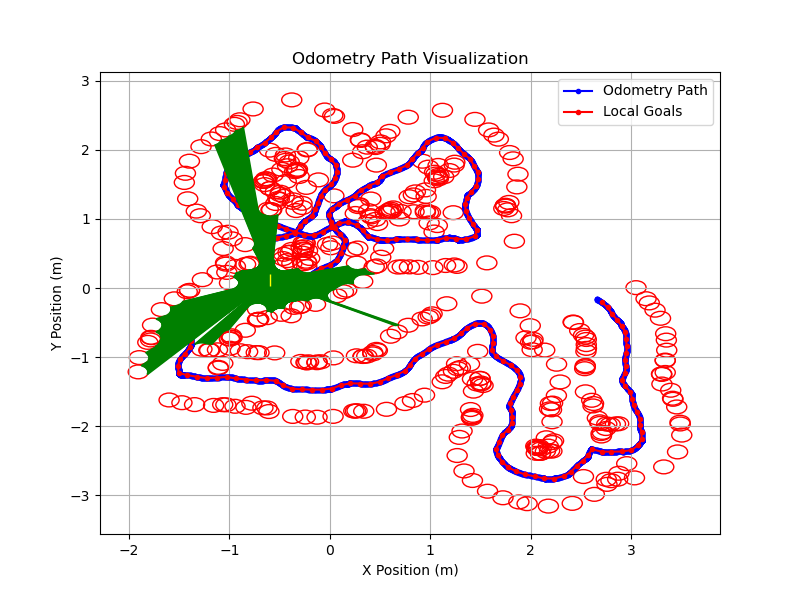 Odometry Path Visualization
Odometry Path
Local Goals
Y Position (m)
3
2
1
0
−1
−2
−3
−2
−1
0
1
2
3
X Position (m)